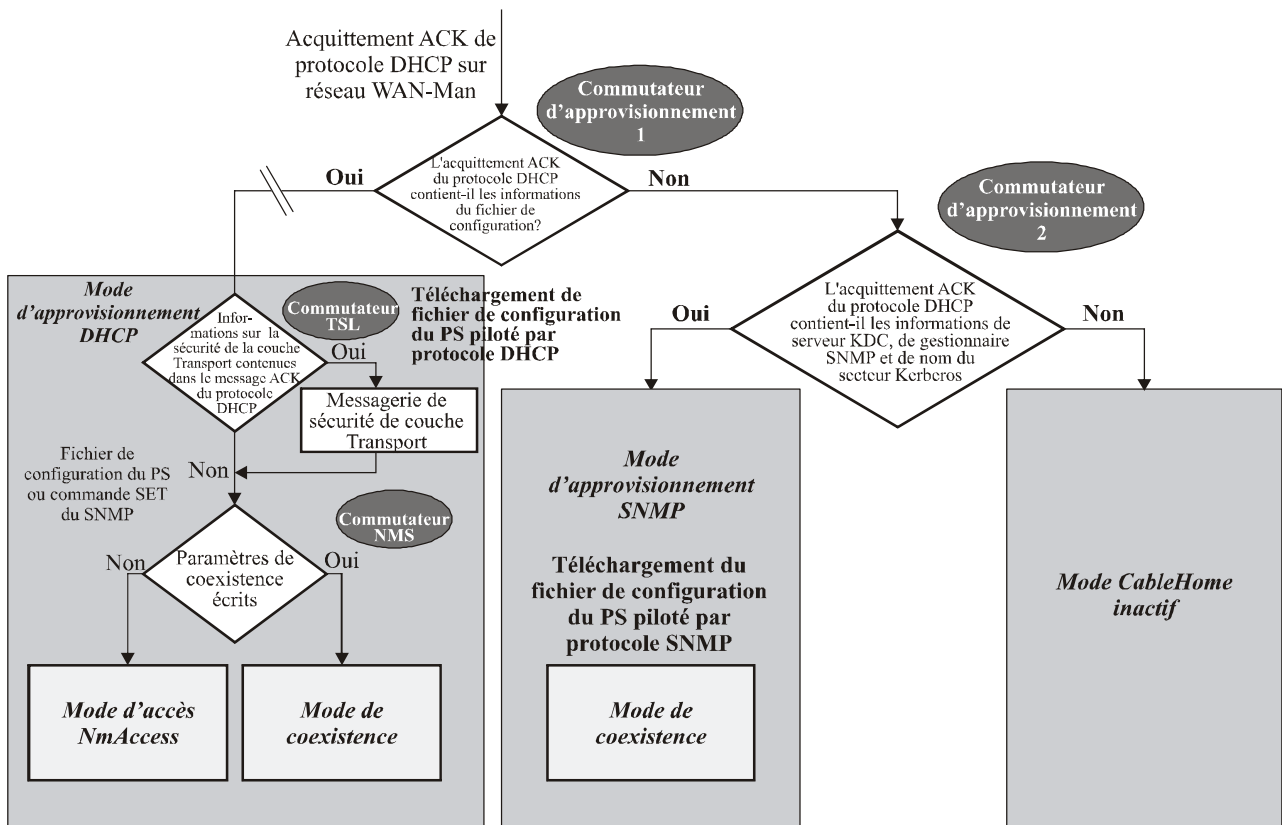 Acquittement ACK de
protocole DHCP sur
réseau WAN-Man
Commutateur
d'approvisionnement
1
L'acquittement ACK
du protocole DHCP
contient-il les informations
du fichier de
configuration?
Oui
Non
Commutateur
d'approvisionnement
2
L'acquittement ACK
du protocole DHCP
contient-il les informations de
serveur KDC, de gestionnaire
SNMP et de nom du
secteur Kerberos
Oui
Non
Mode
d'approvisionnement
DHCP
Commutateur
TSL
Téléchargement de
fichier de configuration
du PS piloté par
protocole DHCP
Infor-
mations sur la
sécurité de la couche
Transport contenues
dans le message ACK
du protocole
DHCP
Oui
Messagerie de
sécurité de couche
Transport
Fichier de
configuration du PS
ou commande SET
du SNMP
Non
Commutateur
NMS
Non
Paramètres de
coexistence
écrits
Oui
Mode d'accès
NmAccess
Mode de
coexistence
Mode
d'approvisionnement
SNMP
Téléchargement du
fichier de configuration
du PS piloté par
protocole SNMP
Mode de
coexistence
Mode CableHome
inactif